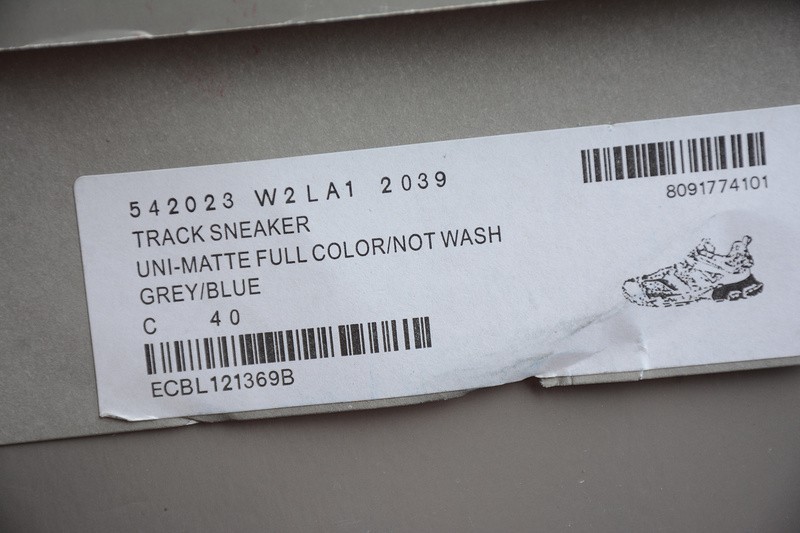 542023 W2LA1 2039
TRACK SNEAKER
UNI-MATTE FULL COLOR/NOT WASH
GREY/BLUE
C 40
ECBL121369B
8091774101